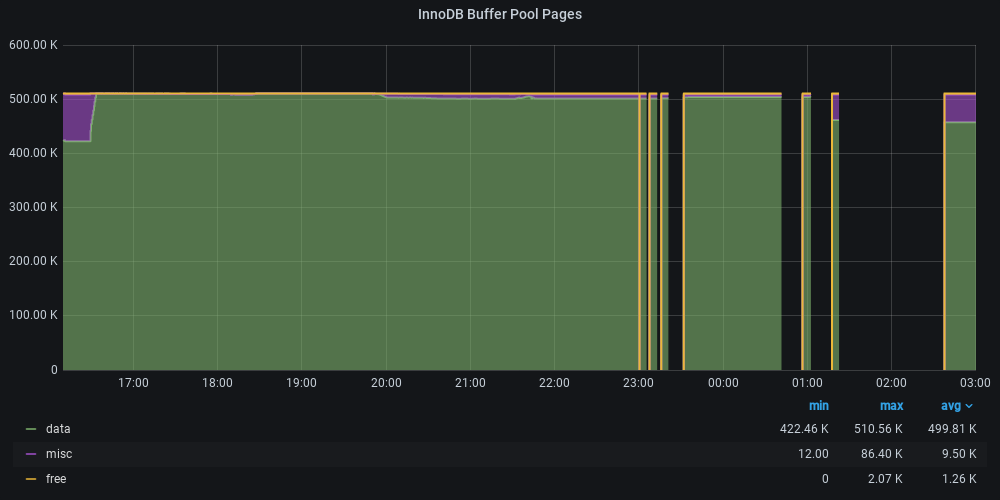 InnoDB Buffer Pool Pages
600.00 K
500.00 K
400.00 K
300.00 K
200.00 K
100.00 K
0
17:00 18:00 19:00 20:00 21:00 22:00 23:00 00:00 01:00 02:00 03:00
min max avg
data 422.46 K 510.56 K 499.81 K
misc 12.00 86.40 K 9.50 K
free 0 2.07 K 1.26 K